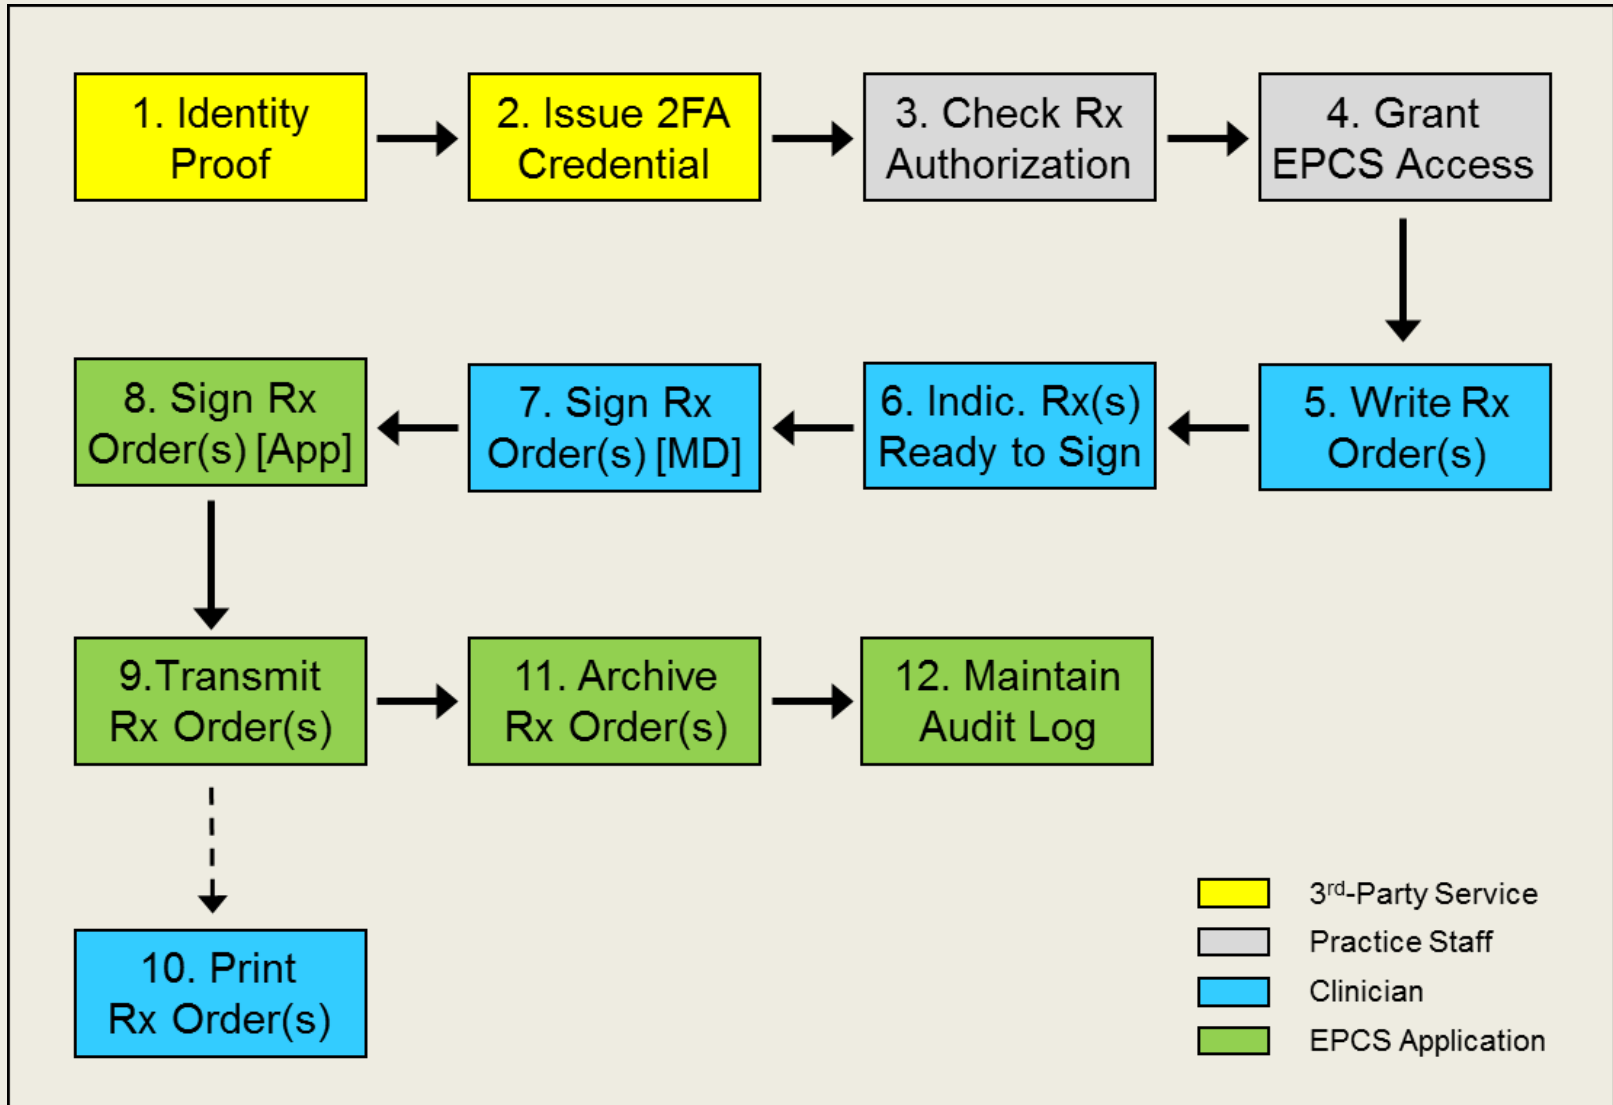 1. Identity
Proof
2. Issue 2FA
Credential
3. Check Rx
Authorization
4. Grant
EPCS Access
8. Sign Rx
Order(s) [App]
7. Sign Rx
Order(s) [MD]
6. Indic. Rx(s)
Ready to Sign
5. Write Rx
Order(s)
9.Transmit
Rx Order(s)
11. Archive
Rx Order(s)
12. Maintain
Audit Log
10. Print
Rx Order(s)
3rd-Party Service
Practice Staff
Clinician
EPCS Application